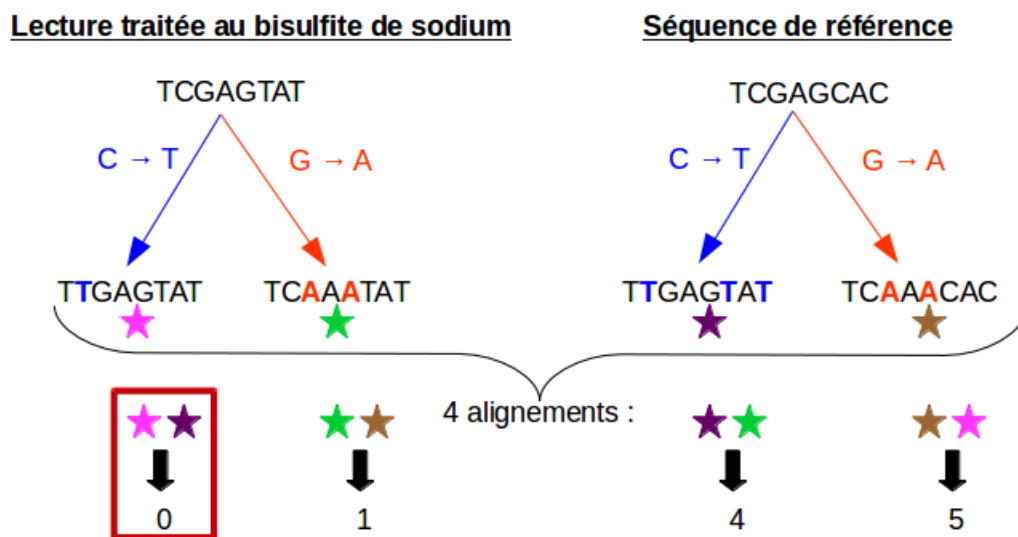 Lecture traitée au bisulfite de sodium
Séquence de référence
TCGAGTAT
TCGAGCAC
C → T
G → A
C → T
G → A
TTGAGTAT
TCAAATAT
TTGAGTAT
TCAAACAC
4 alignements :
0
1
4
5